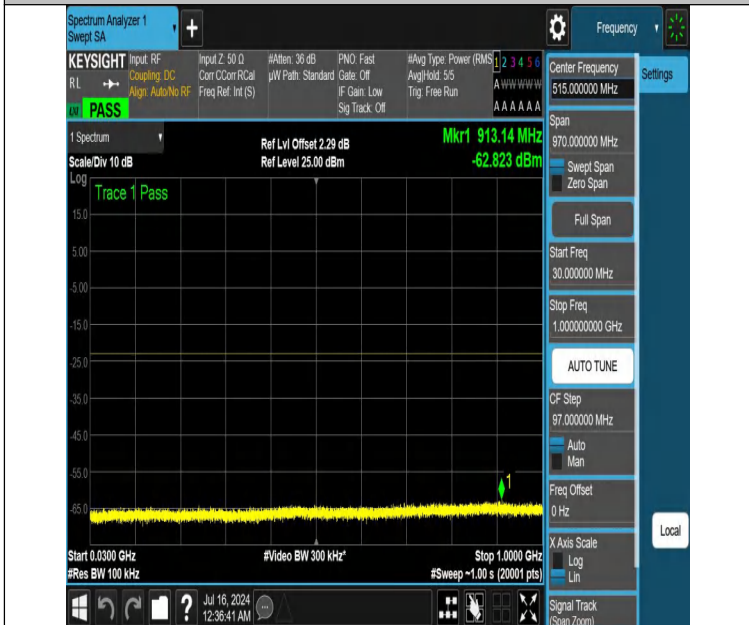 Spectrum Analyzer 1
Swept SA
+
Frequency
KEYSIGHT
RL
LXI
PASS
Input: RF
Coupling: DC
Align: Auto/No RF
Input Z: 50 Ω
Corr CCorr RCal
Freq Ref: Int (S)
#Atten: 36 dB
µW Path: Standard
PNO: Fast
Gate: Off
IF Gain: Low
Sig Track: Off
#Avg Type: Power (RMS
Avg|Hold: 5/5
Trig: Free Run
1 2 3 4 5 6
A W W W W W
A A A A A A
1 Spectrum
Scale/Div 10 dB
Ref Lvl Offset 2.29 dB
Ref Level 25.00 dBm
Mkr1 913.14 MHz
-62.823 dBm
Log
Trace 1 Pass
15.0
5.00
-5.00
-15.0
-25.0
-35.0
-45.0
-55.0
-65.0
1
Start 0.0300 GHz
#Res BW 100 kHz
#Video BW 300 kHz*
Stop 1.0000 GHz
#Sweep ~1.00 s (20001 pts)
?
Jul 16, 2024
12:36:41 AM
Center Frequency
515.000000 MHz
Span
970.000000 MHz
Swept Span
Zero Span
Full Span
Start Freq
30.000000 MHz
Stop Freq
1.000000000 GHz
AUTO TUNE
CF Step
97.000000 MHz
Auto
Man
Freq Offset
0 Hz
X Axis Scale
Log
Lin
Signal Track
(Span Zoom)
Settings
Local